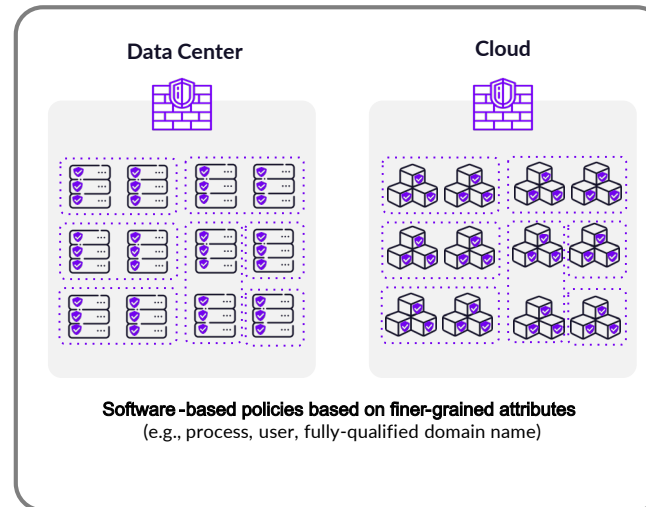 Data Center
Cloud
Software-based policies based on finer-grained attributes
(e.g., process, user, fully-qualified domain name)